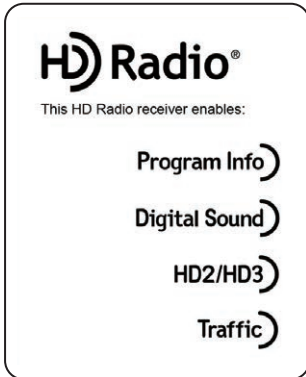 HD Radio®
This HD Radio receiver enables:
Program Info
Digital Sound
HD2/HD3
Traffic